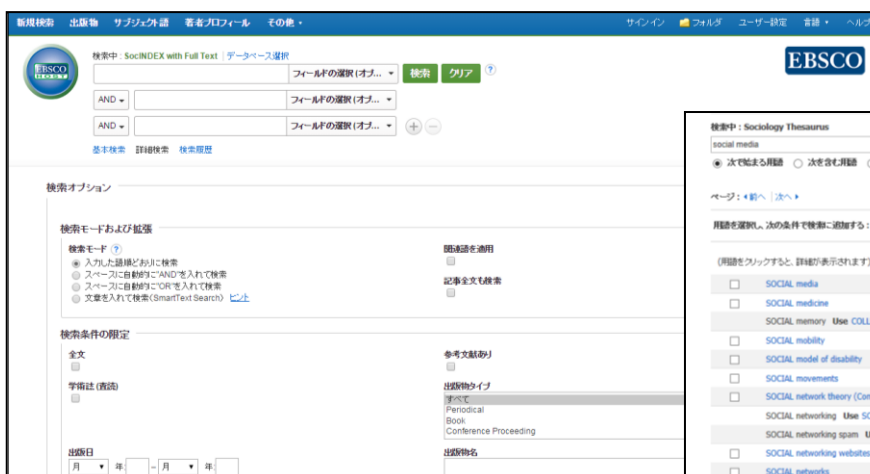 新規検索 出版物 サブジェクト語 著者プロフィール その他 サインイン フォルダ ユーザー設定 言語 ヘルプ
検索中 : SocINDEX with Full Text | データベース選択
EBSCO HOST
フィールドの選択 (オプ... 検索 クリア ?
EBSCO
AND フィールドの選択 (オプ...
AND フィールドの選択 (オプ...
基本検索 詳細検索 検索履歴
検索オプション
検索モードおよび拡張
検索モード ?
入力した語順どおりに検索
スペースに自動的に"AND"を入れて検索
スペースに自動的に"OR"を入れて検索
文章を入れて検索(SmartText Search) ヒント
関連語を適用
記事全文も検索
検索条件の限定
全文
参考文献あり
学術誌 (査読)
出版物タイプ
すべて
Periodical
Book
Conference Proceeding
出版日
月 年: - 月 年:
出版物名
検索中 : Sociology Thesaurus
social media
次で始まる用語 次を含む用語
ページ : 前へ | 次へ
用語を選択し、次の条件で検索に追加する :
(用語をクリックすると、詳細が表示されます)
SOCIAL media
SOCIAL medicine
SOCIAL memory Use COLL
SOCIAL mobility
SOCIAL model of disability
SOCIAL movements
SOCIAL network theory (Con
SOCIAL networking Use SO
SOCIAL networking spam U
SOCIAL networking websites
SOCIAL networks